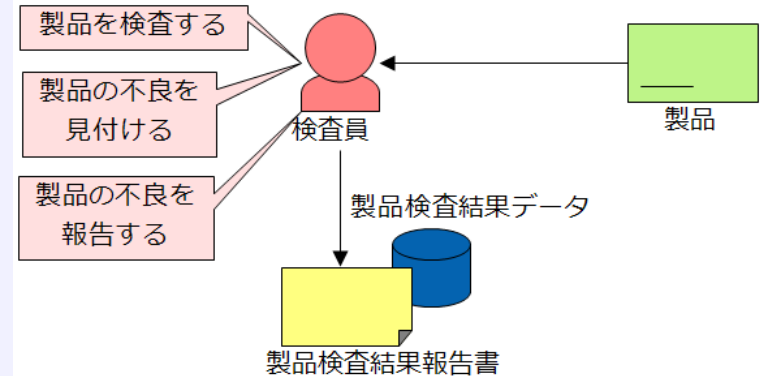 製品を検査する
製品の不良を
見付ける
製品の不良を
報告する
検査員
製品
製品検査結果データ
製品検査結果報告書